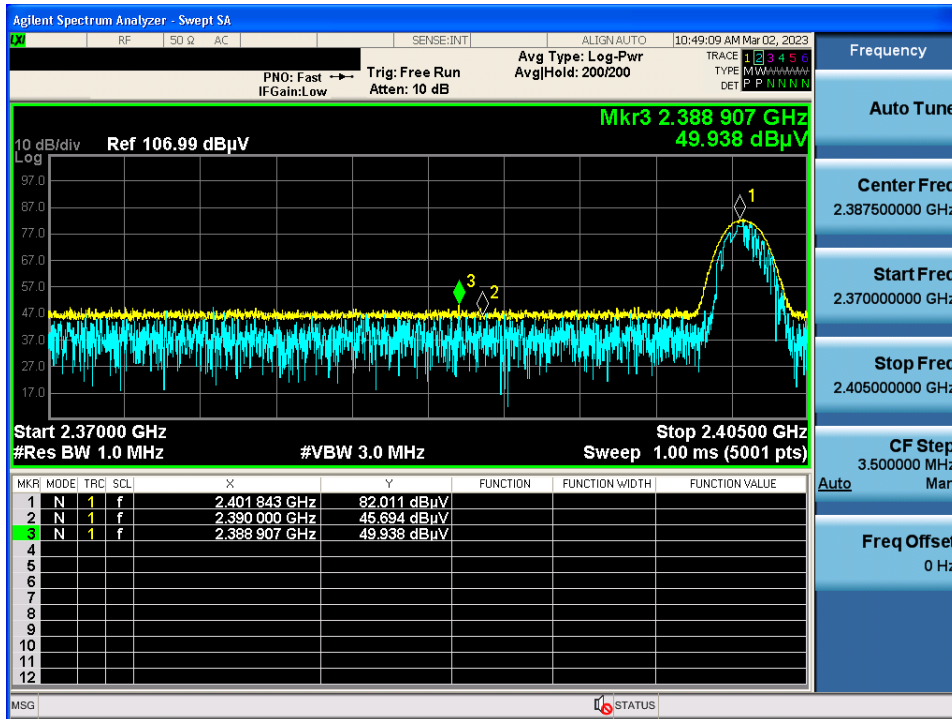 Agilent Spectrum Analyzer - Swept SA
LXI RF 50 Ω AC SENSE:INT ALIGN AUTO 10:49:09 AM Mar 02, 2023
Frequency
PNO: Fast
IFGain:Low
Trig: Free Run
Atten: 10 dB
Avg Type: Log-Pwr
Avg|Hold: 200/200
TRACE 1 2 3 4 5 6
TYPE M W
DET P P N N N N
Auto Tune
Mkr3 2.388 907 GHz
49.938 dBµV
10 dB/div Ref 106.99 dBµV
Log
97.0
87.0
77.0
67.0
57.0
47.0
37.0
27.0
17.0
1
3
2
Center Freq
2.387500000 GHz
Start Freq
2.370000000 GHz
Stop Freq
2.405000000 GHz
Start 2.37000 GHz Stop 2.40500 GHz
#Res BW 1.0 MHz #VBW 3.0 MHz Sweep 1.00 ms (5001 pts)
CF Step
3.500000 MHz
Auto Man
MKR MODE TRC SCL X Y FUNCTION FUNCTION WIDTH FUNCTION VALUE
1 N 1 f 2.401 843 GHz 82.011 dBµV
2 N 1 f 2.390 000 GHz 45.694 dBµV
3 N 1 f 2.388 907 GHz 49.938 dBµV
4
5
6
7
8
9
10
11
12
Freq Offset
0 Hz
MSG STATUS